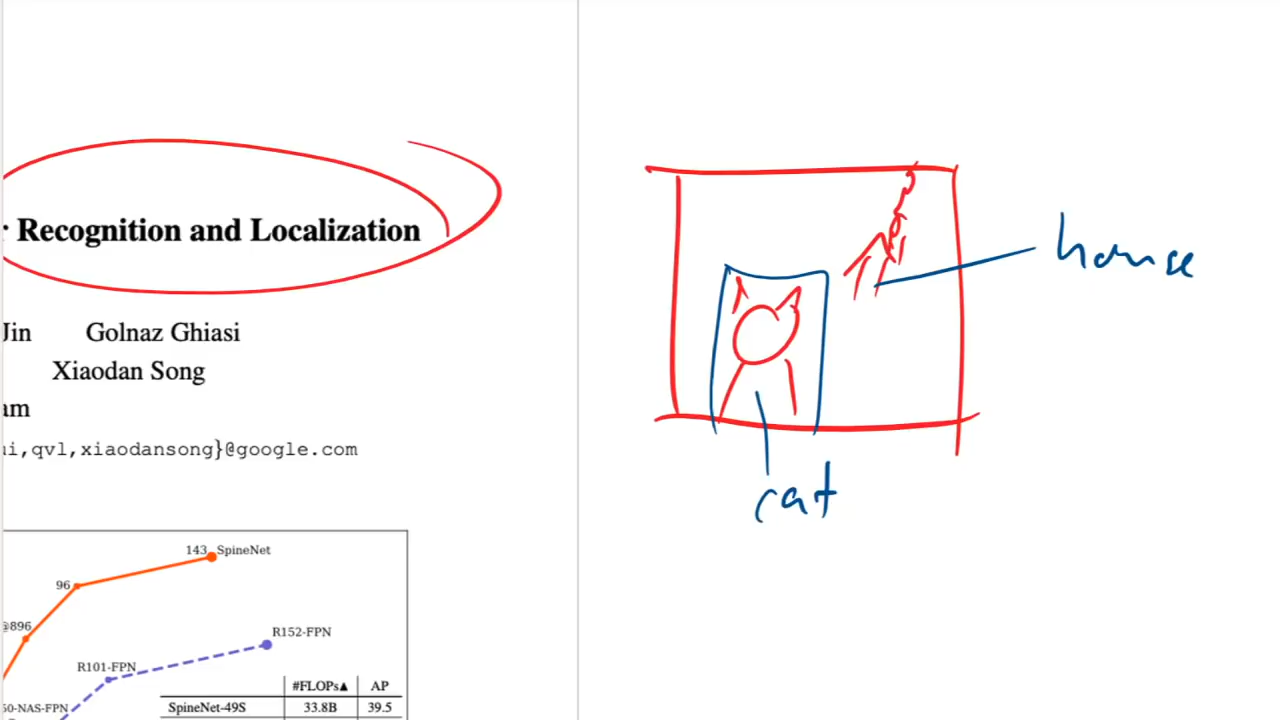 Recognition and Localization
Jin Golnaz Ghiasi
Xiaodan Song
am
i,qvl,xiaodansong}@google.com
143 SpineNet
96
@896
R152-FPN
R101-FPN
50-NAS-FPN
#FLOPs▲ AP
SpineNet-49S 33.8B 39.5
house
cat